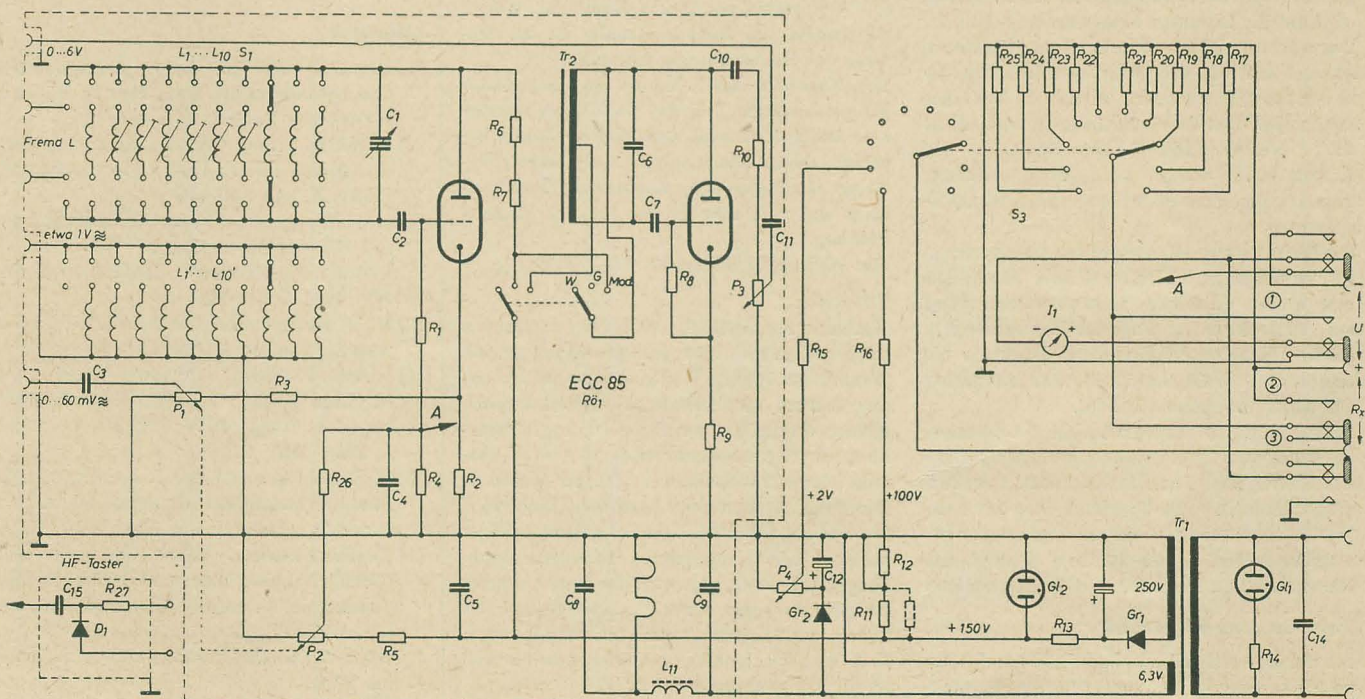 0...6V
L1....L10 S1
Fremd L
etwa 1V ≋
L1'.... L10'
C1
C2
C3
0...60 mV ≋
P1
R3
R1
R26
C4
R4
R2
A
R6
R7
Tr2
C6
C7
R8
W
G
Mod.
ECC 85
Rö1
R9
C10
R10
C11
P3
R15
R16
+2V
+100V
R25
R24
R23
R22
R21
R20
R19
R18
R17
S3
A
I1
-
+
1
2
3
-
U
+
Rx
HF-Taster
C15
R27
D1
P2
R5
C5
C8
L11
C9
P4
C12
Gr2
R12
R11
+150V
Gl2
R13
250V
Gr1
6,3V
Tr1
Gl1
R14
C14